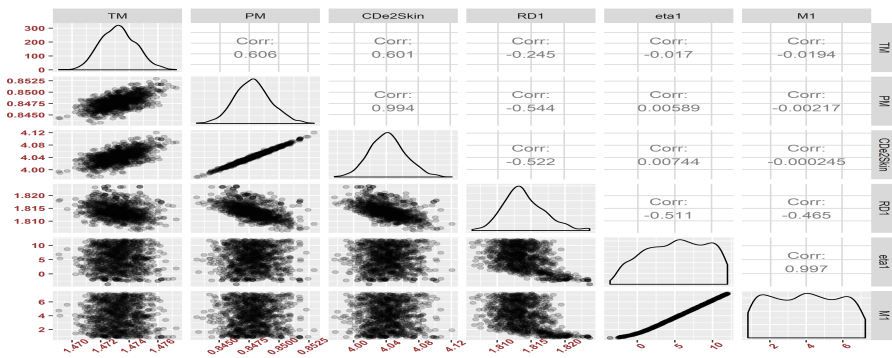 TM PM CDe2Skin RD1 eta1 M1
300
200
100
0
Corr: Corr: Corr: Corr: Corr:
0.606 0.601 -0.245 -0.017 -0.0194
TM
0.8525
0.8500
0.8475
0.8450
Corr: Corr: Corr: Corr:
0.994 -0.544 0.00589 -0.00217
PM
4.12
4.08
4.04
4.00
Corr: Corr: Corr:
-0.522 0.00744 -0.000245
CDe2Skin
1.820
1.815
1.810
Corr: Corr:
-0.511 -0.465
RD1
10
5
0
Corr:
0.997
eta1
6
4
2
M1
1.470 1.472 1.474 1.476 0.8450 0.8475 0.8500 0.8525 4.00 4.04 4.08 4.12 1.810 1.815 1.820 0 5 10 2 4 6